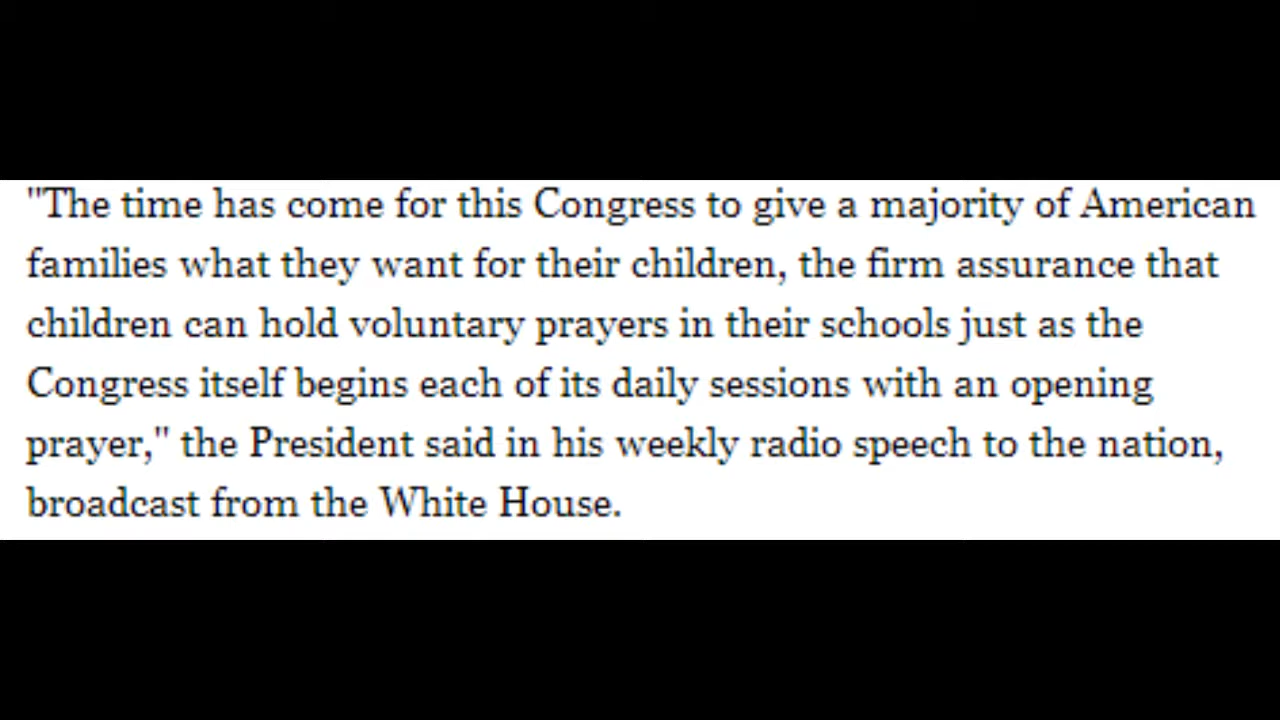 "The time has come for this Congress to give a majority of American
families what they want for their children, the firm assurance that
children can hold voluntary prayers in their schools just as the
Congress itself begins each of its daily sessions with an opening
prayer," the President said in his weekly radio speech to the nation,
broadcast from the White House.